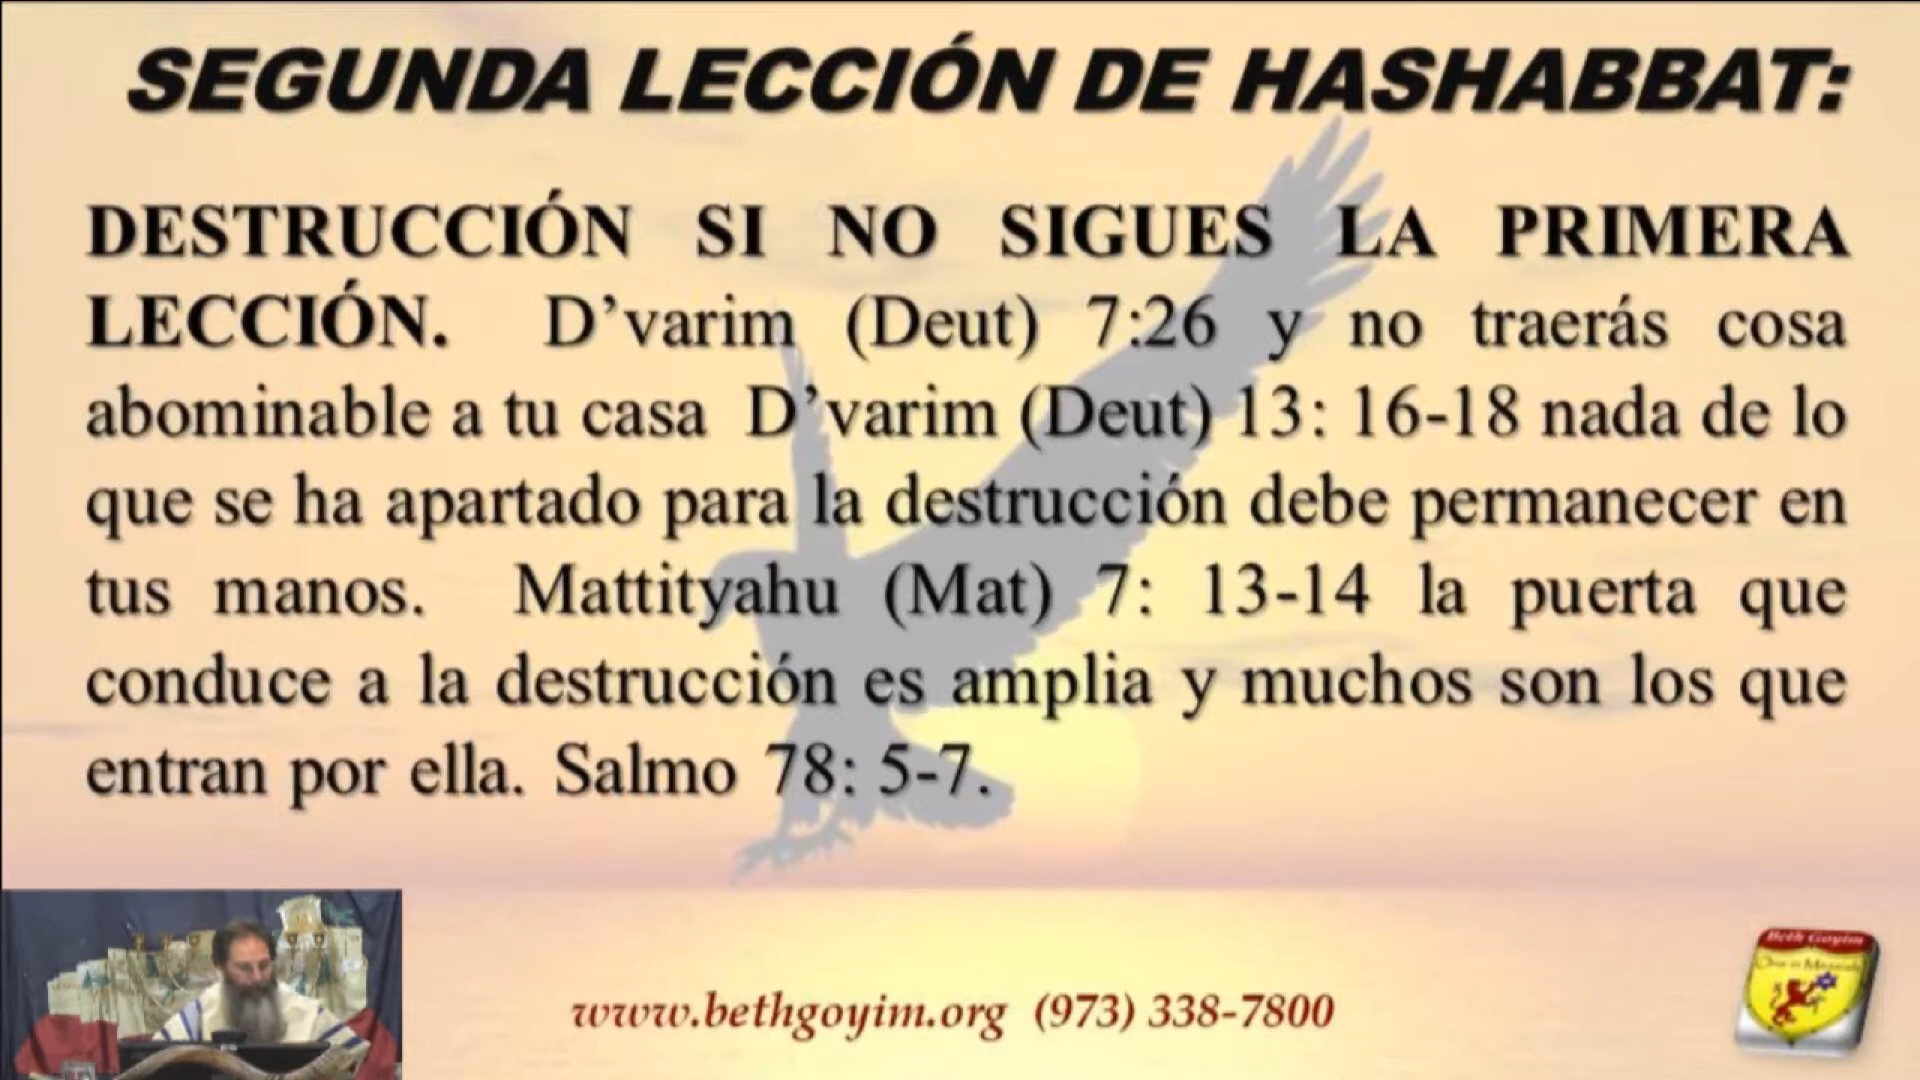 SEGUNDA LECCIÓN DE HASHABBAT:
DESTRUCCIÓN SI NO SIGUES LA PRIMERA
LECCIÓN. D’varim (Deut) 7:26 y no traerás cosa
abominable a tu casa D’varim (Deut) 13: 16-18 nada de lo
que se ha apartado para la destrucción debe permanecer en
tus manos. Mattityahu (Mat) 7: 13-14 la puerta que
conduce a la destrucción es amplia y muchos son los que
entran por ella. Salmo 78: 5-7.
www.bethgoyim.org (973) 338-7800
Beth Goyim
One in Messiah